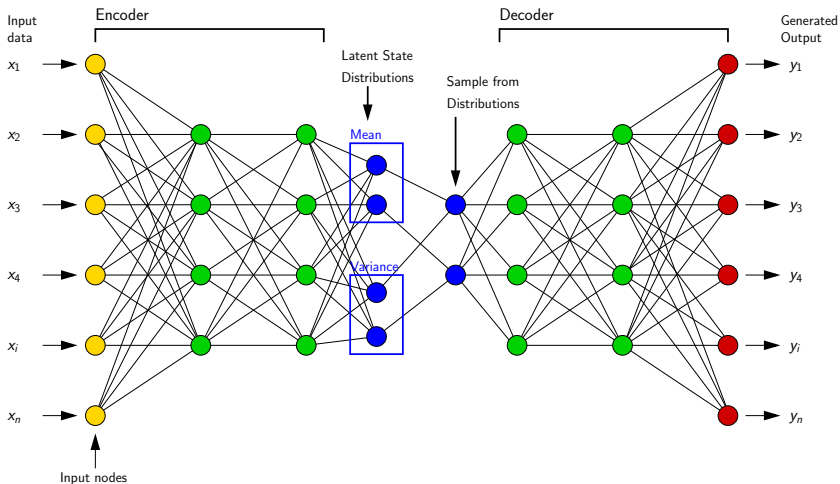 Input
data
Encoder
Decoder
Generated
Output
Latent State
Distributions
Sample from
Distributions
Mean
Variance
x1
x2
x3
x4
xi
xn
y1
y2
y3
y4
yi
yn
Input nodes